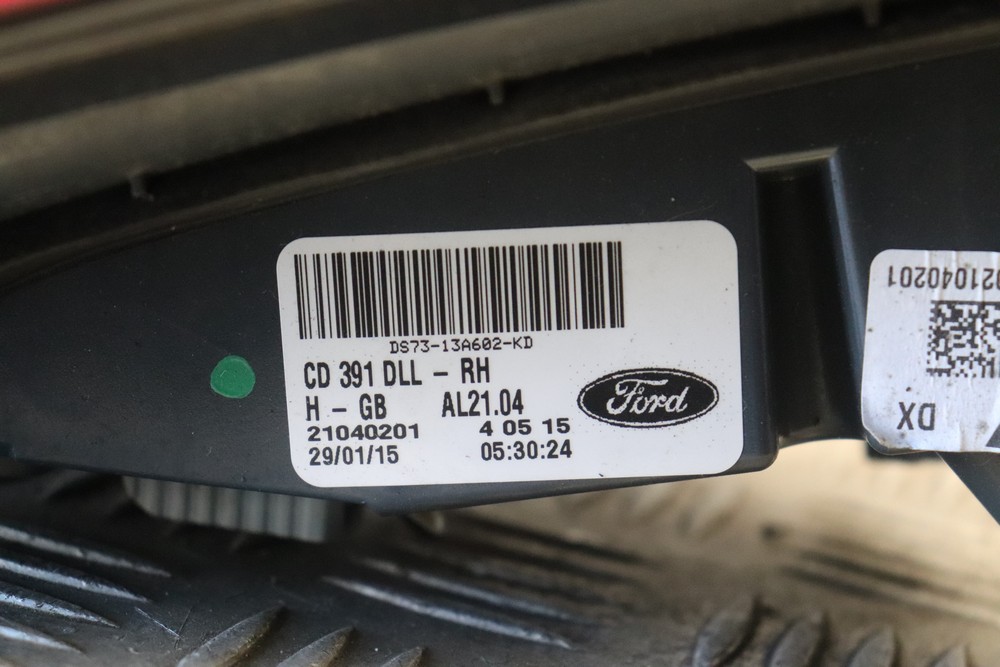 DS73-13A602-KD
CD 391 DLL - RH
H - GB AL21.04
21040201 4 05 15
29/01/15 05:30:24
Ford
21040201
DX